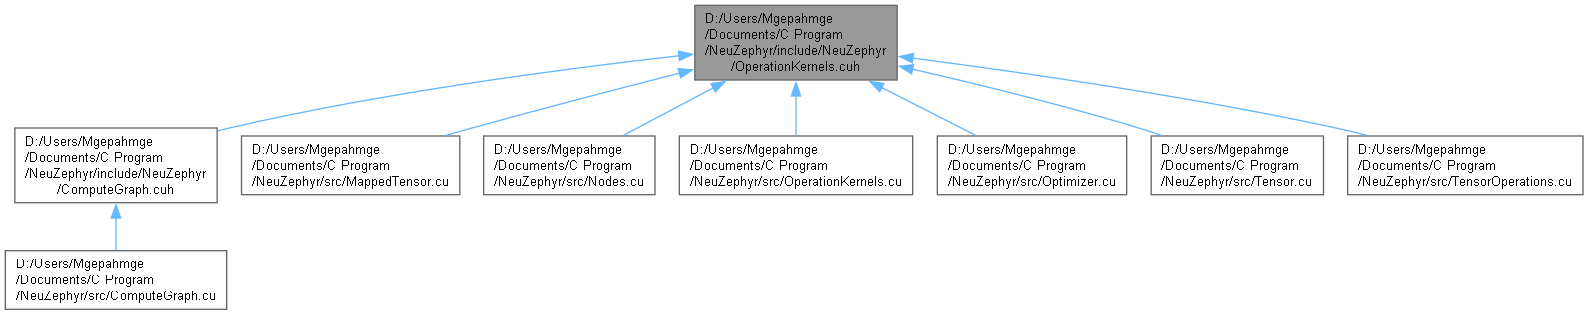 D:/Users/Mgepahmge
/Documents/C Program
/NeuZephyr/include/NeuZephyr
/OperationKernels.cuh
D:/Users/Mgepahmge
/Documents/C Program
/NeuZephyr/include/NeuZephyr
/ComputeGraph.cuh
D:/Users/Mgepahmge
/Documents/C Program
/NeuZephyr/src/MappedTensor.cu
D:/Users/Mgepahmge
/Documents/C Program
/NeuZephyr/src/Nodes.cu
D:/Users/Mgepahmge
/Documents/C Program
/NeuZephyr/src/OperationKernels.cu
D:/Users/Mgepahmge
/Documents/C Program
/NeuZephyr/src/Optimizer.cu
D:/Users/Mgepahmge
/Documents/C Program
/NeuZephyr/src/Tensor.cu
D:/Users/Mgepahmge
/Documents/C Program
/NeuZephyr/src/TensorOperations.cu
D:/Users/Mgepahmge
/Documents/C Program
/NeuZephyr/src/ComputeGraph.cu